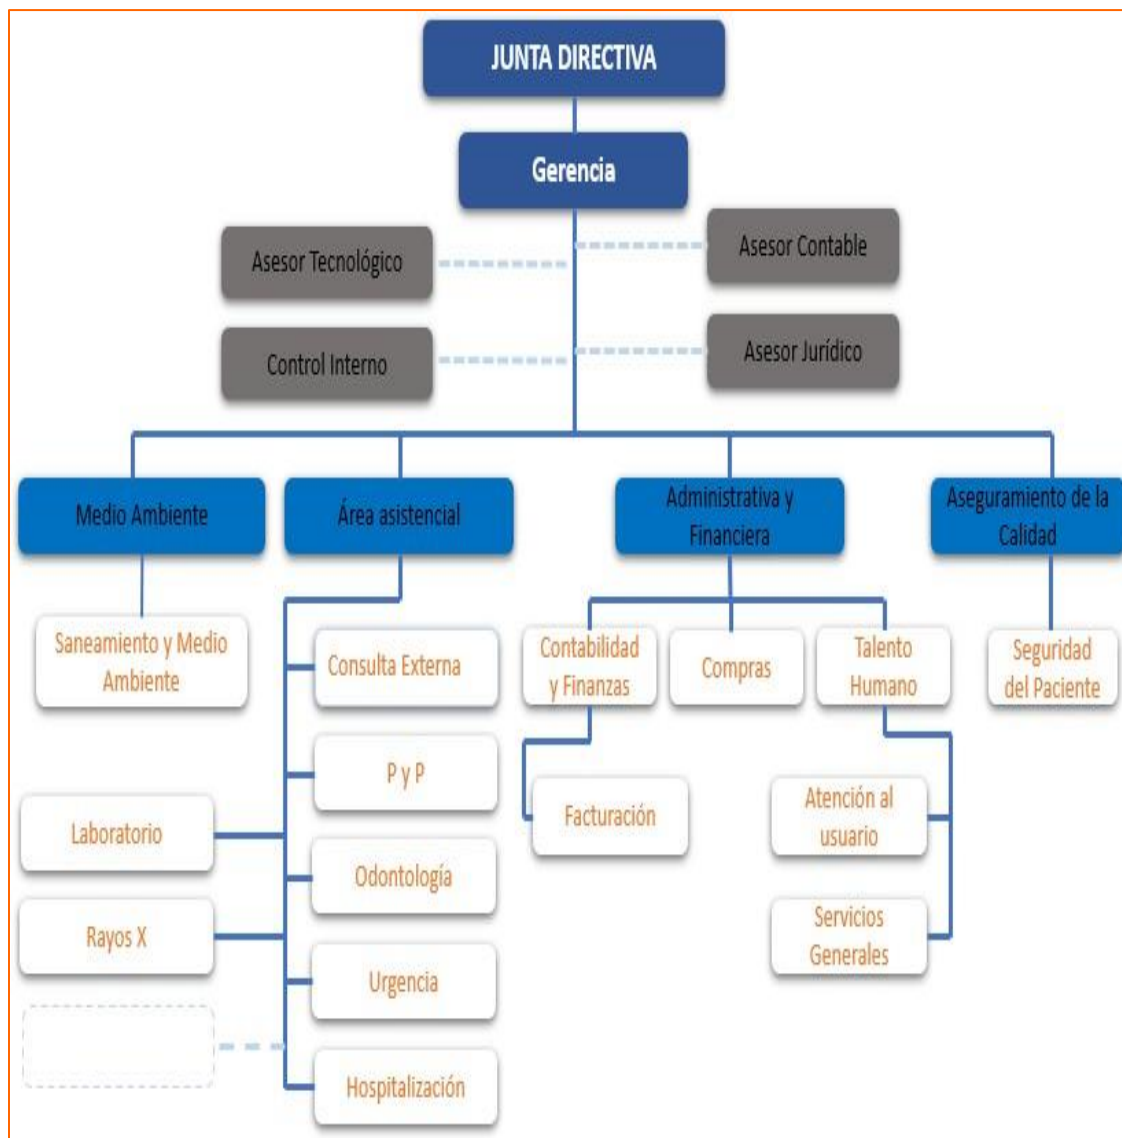 JUNTA DIRECTIVA
Gerencia
Asesor Tecnológico
Asesor Contable
Control Interno
Asesor Jurídico
Medio Ambiente
Área asistencial
Administrativa y
Financiera
Aseguramiento de la
Calidad
Saneamiento y Medio
Ambiente
Consulta Externa
Contabilidad
y Finanzas
Compras
Talento
Humano
Seguridad
del Paciente
P y P
Laboratorio
Facturación
Atención al
usuario
Odontología
Rayos X
Servicios
Generales
Urgencia
Hospitalización